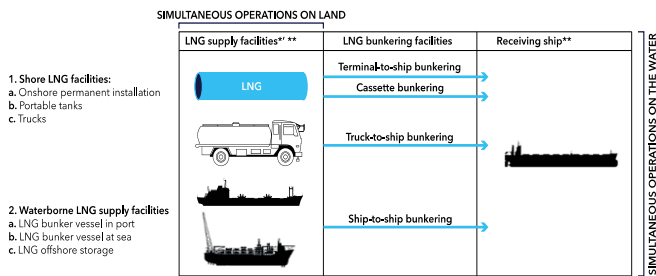 SIMULTANEOUS OPERATIONS ON LAND
LNG supply facilities*’ **
LNG bunkering facilities
Receiving ship**
1. Shore LNG facilities:
a. Onshore permanent installation
b. Portable tanks
c. Trucks
LNG
Terminal-to-ship bunkering
Cassette bunkering
Truck-to-ship bunkering
2. Waterborne LNG supply facilities
a. LNG bunker vessel in port
b. LNG bunker vessel at sea
c. LNG offshore storage
Ship-to-ship bunkering
SIMULTANEOUS OPERATIONS ON THE WATER